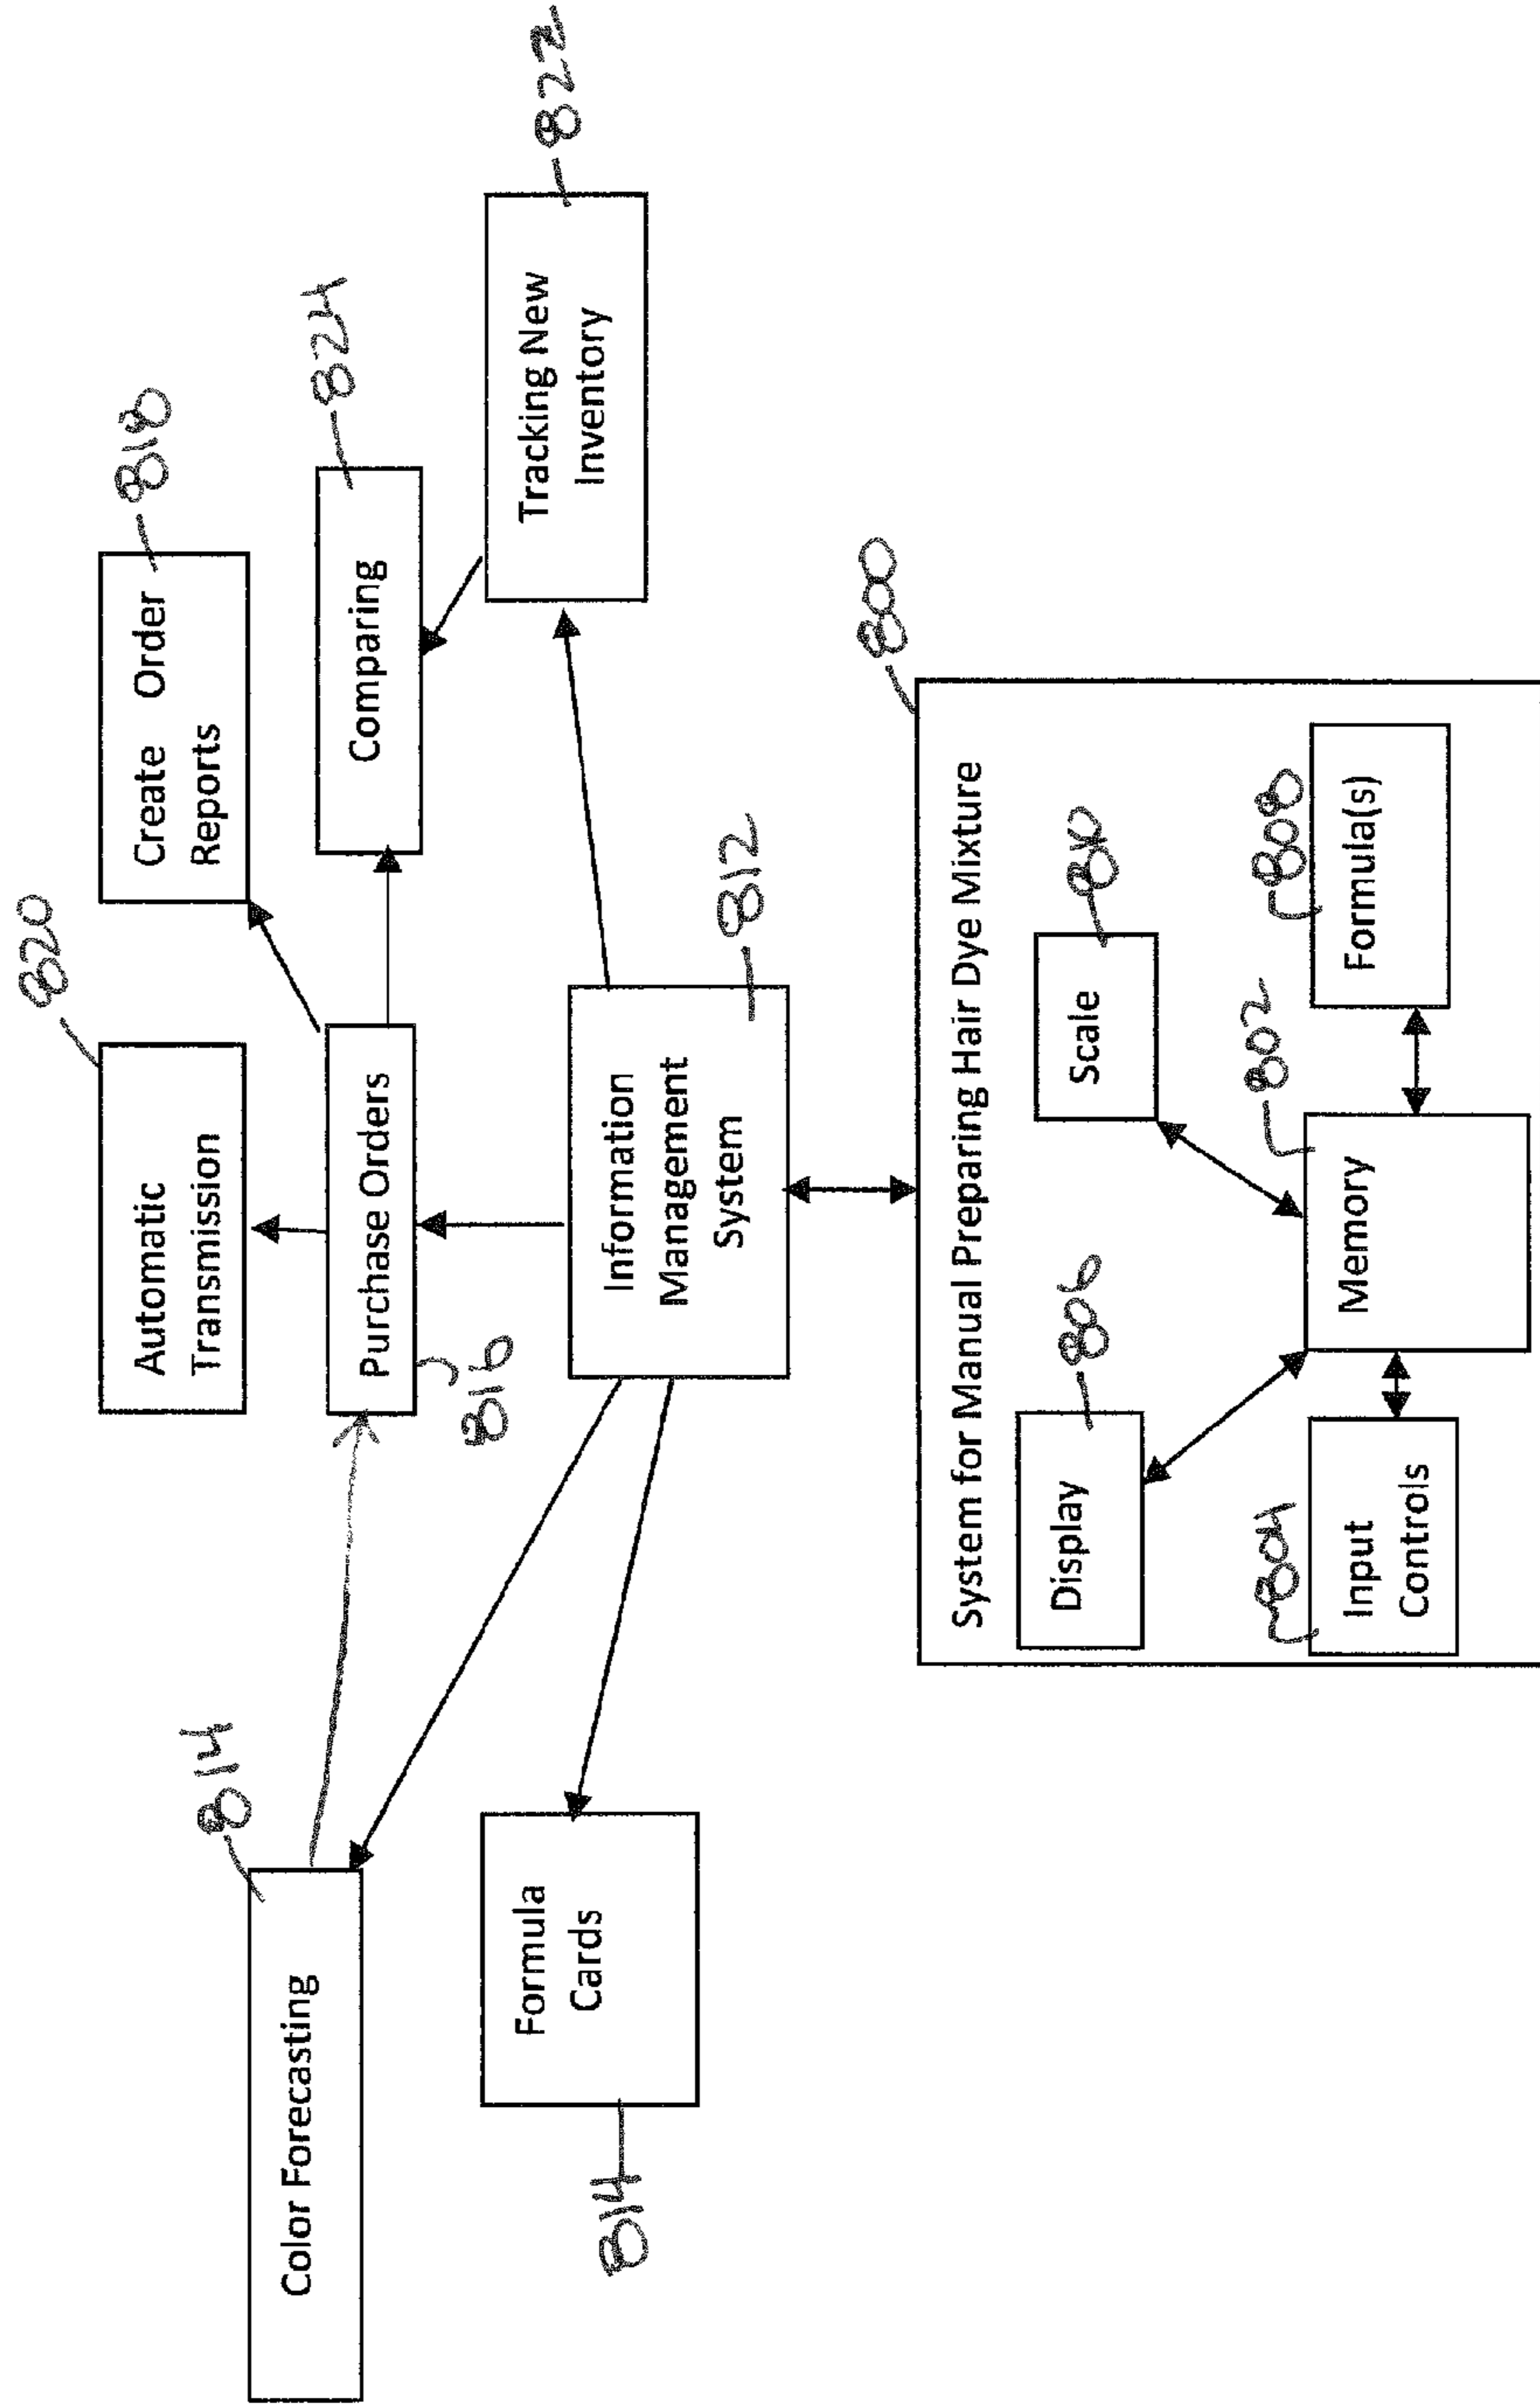 820
818
Automatic
Transmission
Create Order
Reports
814
824
822
Color Forecasting
Purchase Orders
Comparing
816
Tracking New
Inventory
Formula
Cards
814
Information
Management
System
812
800
System for Manual Preparing Hair Dye Mixture
Display
806
Scale
810
804
802
808
Input
Controls
Memory
Formula(s)